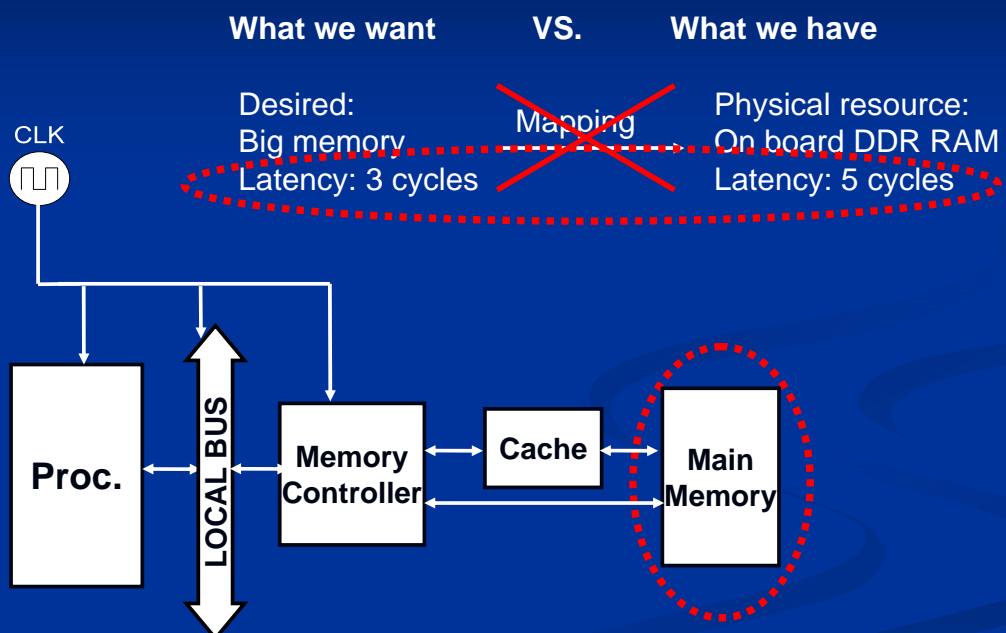 What we want VS. What we have
Desired:
Big memory
Latency: 3 cycles
Mapping
Physical resource:
On board DDR RAM
Latency: 5 cycles
CLK
Proc.
LOCAL BUS
Memory
Controller
Cache
Main
Memory